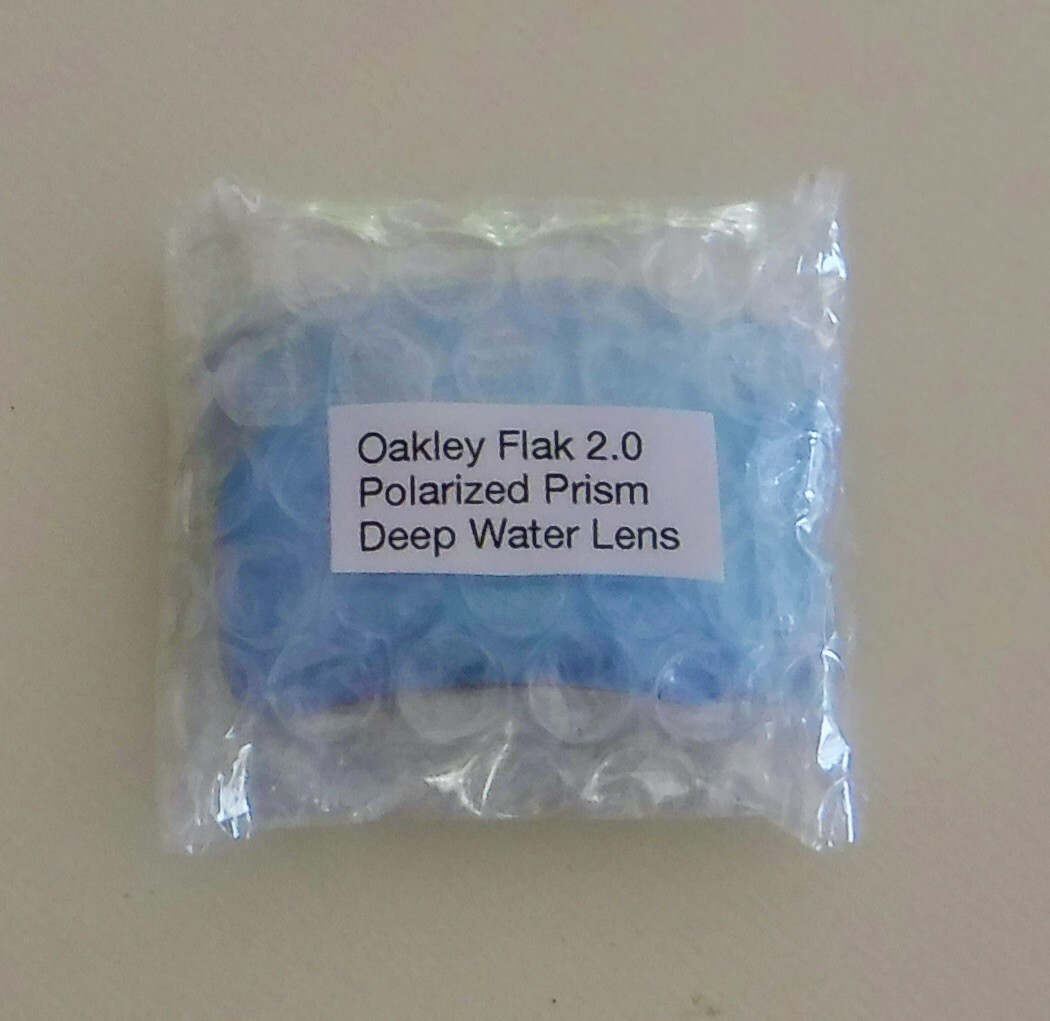 Oakley Flak 2.0
Polarized Prism
Deep Water Lens